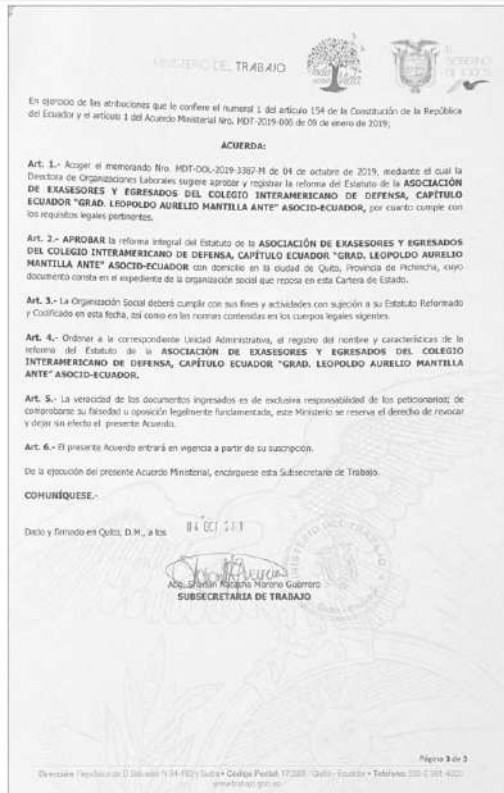 MINISTERIO DEL TRABAJO
En ejercicio de las atribuciones que le confiere el numeral 1 del artículo 154 de la Constitución de la República
del Ecuador y el artículo 1 del Acuerdo Ministerial Nro. MDT-2019-006 de 09 de enero de 2019;
ACUERDA:
Art. 1.- Acoger el memorando Nro. MDT-DOL-2019-3387-M de 04 de octubre de 2019, mediante el cual la
Directora de Organizaciones Laborales sugiere aprobar y registrar la reforma del Estatuto de la ASOCIACIÓN
DE EXASESORES Y EGRESADOS DEL COLEGIO INTERAMERICANO DE DEFENSA, CAPÍTULO
ECUADOR "GRAD. LEOPOLDO AURELIO MANTILLA ANTE" ASOCID-ECUADOR, por cuanto cumple con
los requisitos legales pertinentes.
Art. 2.- APROBAR la reforma integral del Estatuto de la ASOCIACIÓN DE EXASESORES Y EGRESADOS
DEL COLEGIO INTERAMERICANO DE DEFENSA, CAPÍTULO ECUADOR "GRAD. LEOPOLDO AURELIO
MANTILLA ANTE" ASOCID-ECUADOR con domicilio en la ciudad de Quito, Provincia de Pichincha, cuyo
documento consta en el expediente de la organización social que reposa en esta Cartera de Estado.
Art. 3.- La Organización Social deberá cumplir con sus fines y actividades con sujeción a su Estatuto Reformado
y Codificado en esta fecha, así como en las normas contenidas en los cuerpos legales vigentes.
Art. 4.- Ordenar a la correspondiente Unidad Administrativa, el registro del nombre y características de la
reforma del Estatuto de la ASOCIACIÓN DE EXASESORES Y EGRESADOS DEL COLEGIO
INTERAMERICANO DE DEFENSA, CAPÍTULO ECUADOR "GRAD. LEOPOLDO AURELIO MANTILLA
ANTE" ASOCID-ECUADOR.
Art. 5.- La veracidad de los documentos ingresados es de exclusiva responsabilidad de los peticionarios; de
comprobarse su falsedad u oposición legalmente fundamentada, este Ministerio se reserva el derecho de revocar
y dejar sin efecto el presente Acuerdo.
Art. 6.- El presente Acuerdo entrará en vigencia a partir de su suscripción.
De la ejecución del presente Acuerdo Ministerial, encárguese esta Subsecretaría de Trabajo.
COMUNÍQUESE.-
Dado y firmado en Quito, D.M., a los 04 OCT
Abg. Moreno Guerrero
SUBSECRETARIA DE TRABAJO
Página 3 de 3
Dirección Código Postal: Quito - Ecuador • Teléfono:
www.trabajo.gob.ec